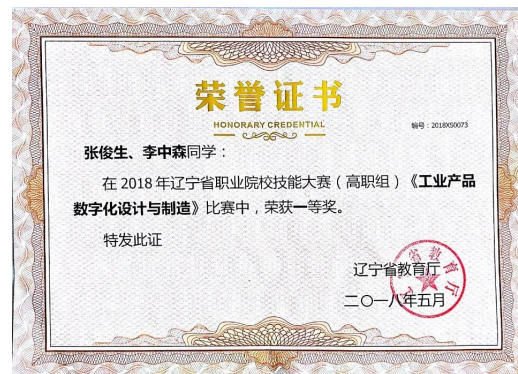 荣誉证书
HONORARY CREDENTIAL
编号：2018XS0073
张俊生、李中森同学：
在 2018 年辽宁省职业院校技能大赛（高职组）《工业产品
数字化设计与制造》比赛中，荣获一等奖。
特发此证
辽宁省教育厅
二〇一八年五月